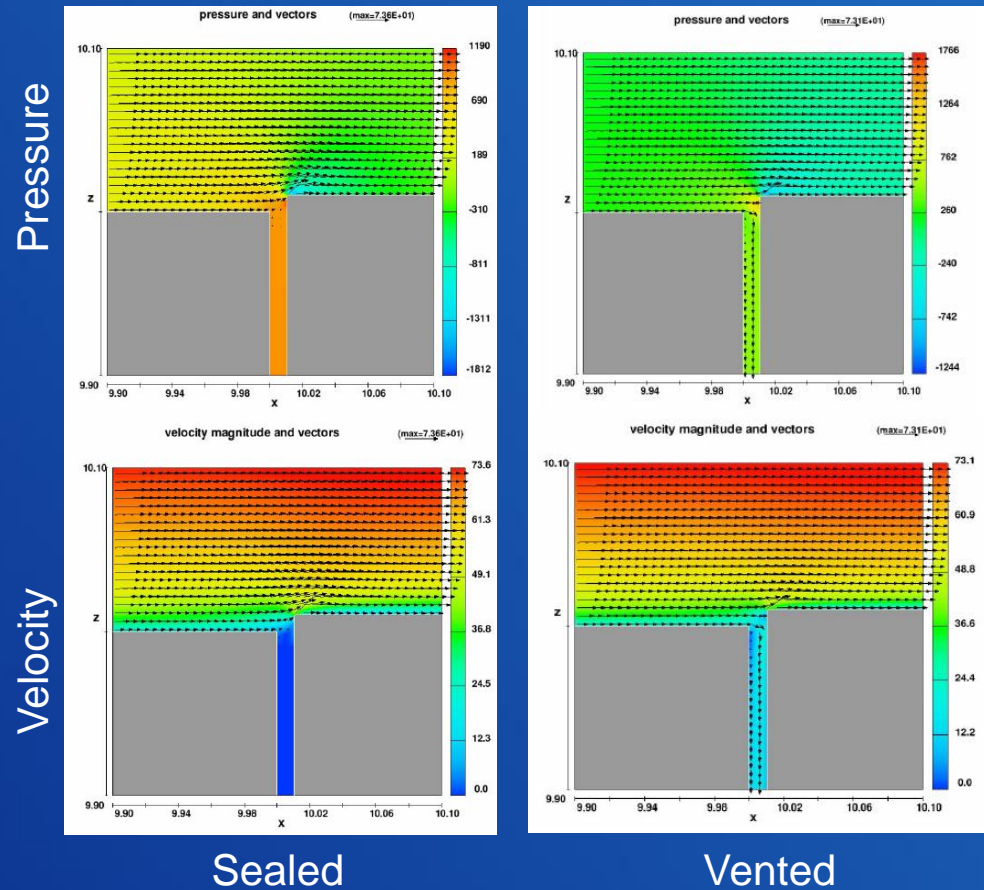 pressure and vectors (max=7.36E+01)
10.10
z
9.90
9.90 9.94 9.98 10.02 10.06 10.10
x
1190
690
189
-310
-811
-1311
-1812
pressure and vectors (max=7.31E+01)
10.10
z
9.90
9.90 9.94 9.98 10.02 10.06 10.10
x
1766
1264
762
260
-240
-742
-1244
Pressure
velocity magnitude and vectors (max=7.36E+01)
10.10
z
9.90
9.90 9.94 9.98 10.02 10.06 10.10
x
73.6
61.3
49.1
36.8
24.5
12.3
0.0
velocity magnitude and vectors (max=7.31E+01)
10.10
z
9.90
9.90 9.94 9.98 10.02 10.06 10.10
x
73.1
60.9
48.8
36.6
24.4
12.2
0.0
Velocity
Sealed
Vented